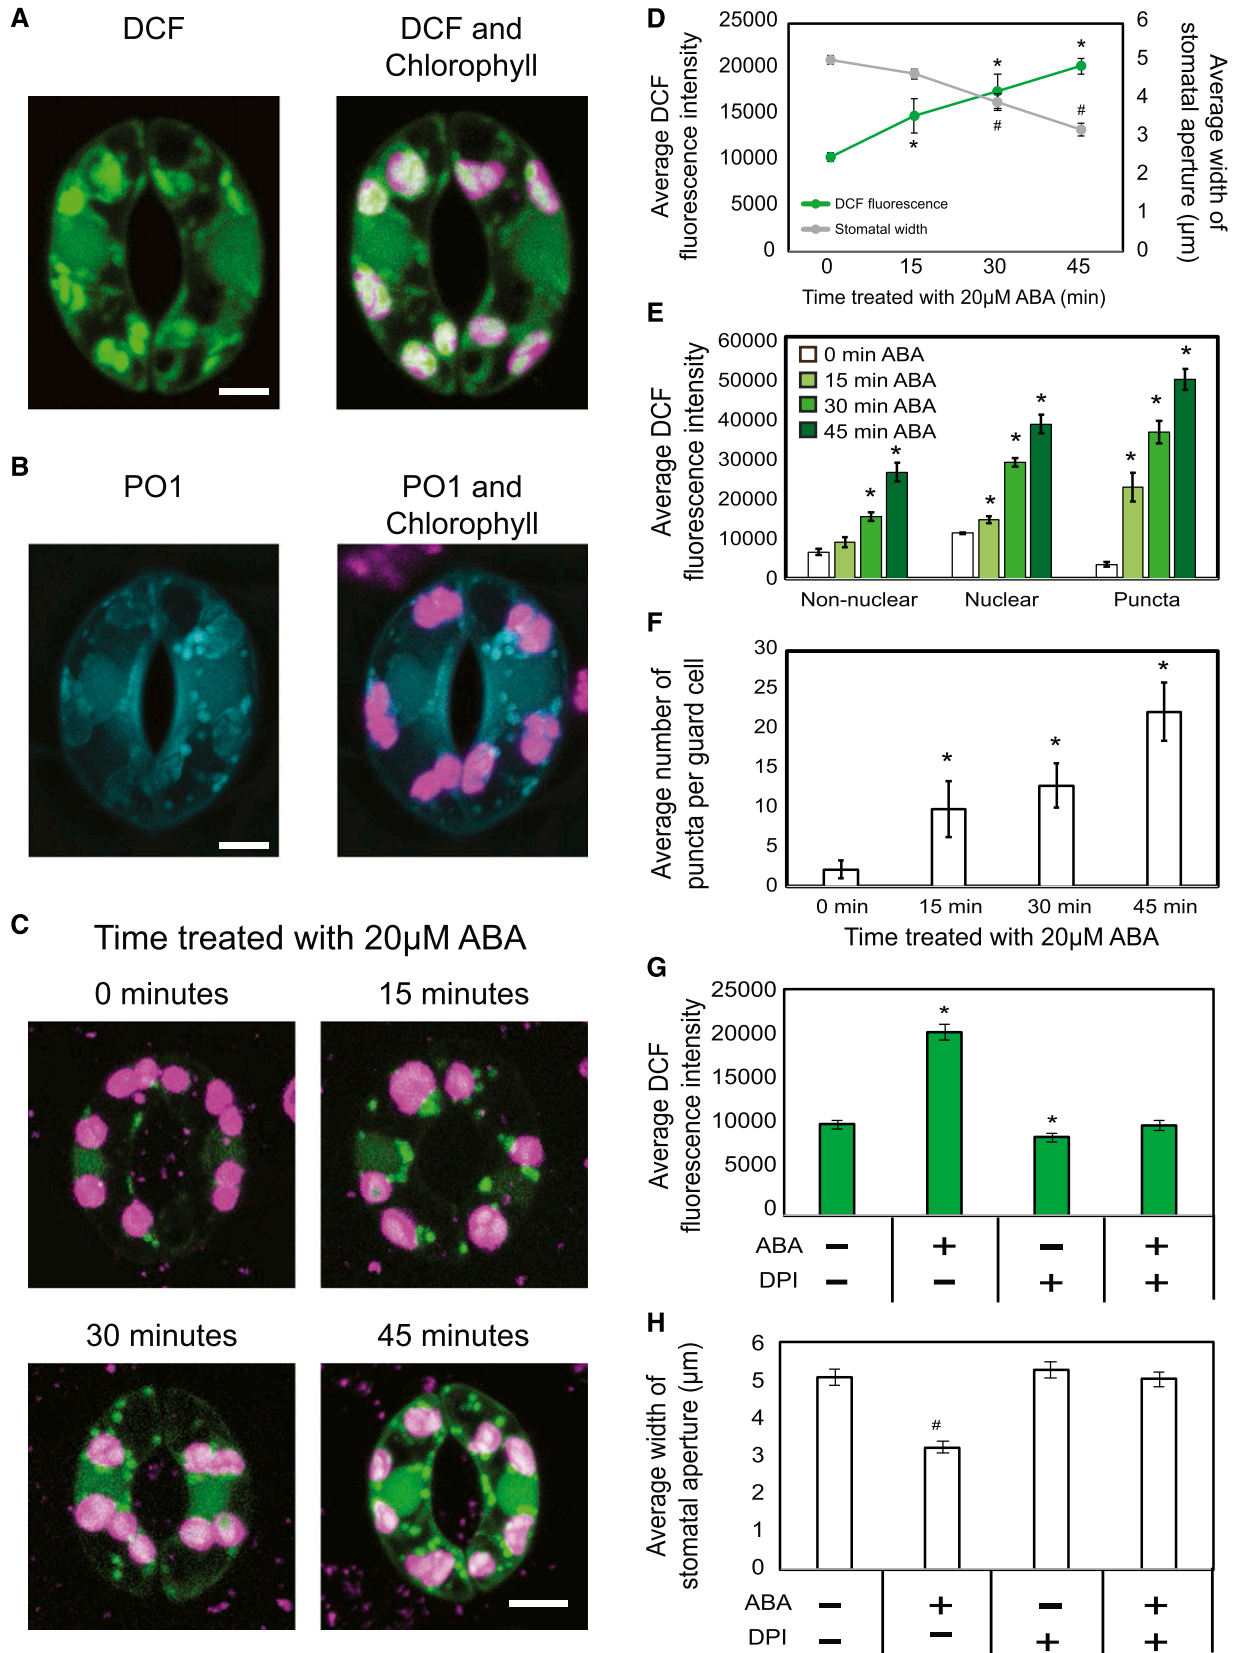 A
DCF
DCF and
Chlorophyll
B
PO1
PO1 and
Chlorophyll
C
Time treated with 20µM ABA
0 minutes
15 minutes
30 minutes
45 minutes
D
Average DCF
fluorescence intensity
25000
20000
15000
10000
5000
0
*
*
*
#
#
DCF fluorescence
Stomatal width
6
5
4
3
2
1
0
Average width of
stomatal aperture (µm)
0
15
30
45
Time treated with 20µM ABA (min)
E
Average DCF
fluorescence intensity
60000
50000
40000
30000
20000
10000
0
0 min ABA
15 min ABA
30 min ABA
45 min ABA
*
*
*
*
*
*
*
*
Non-nuclear
Nuclear
Puncta
F
Average number of
puncta per guard cell
30
25
20
15
10
5
0
*
*
*
0 min
15 min
30 min
45 min
Time treated with 20µM ABA
G
Average DCF
fluorescence intensity
25000
20000
15000
10000
5000
0
*
*
ABA − + − +
DPI − − + +
H
Average width of
stomatal aperture (µm)
6
5
4
3
2
1
0
#
ABA − + − +
DPI − − + +